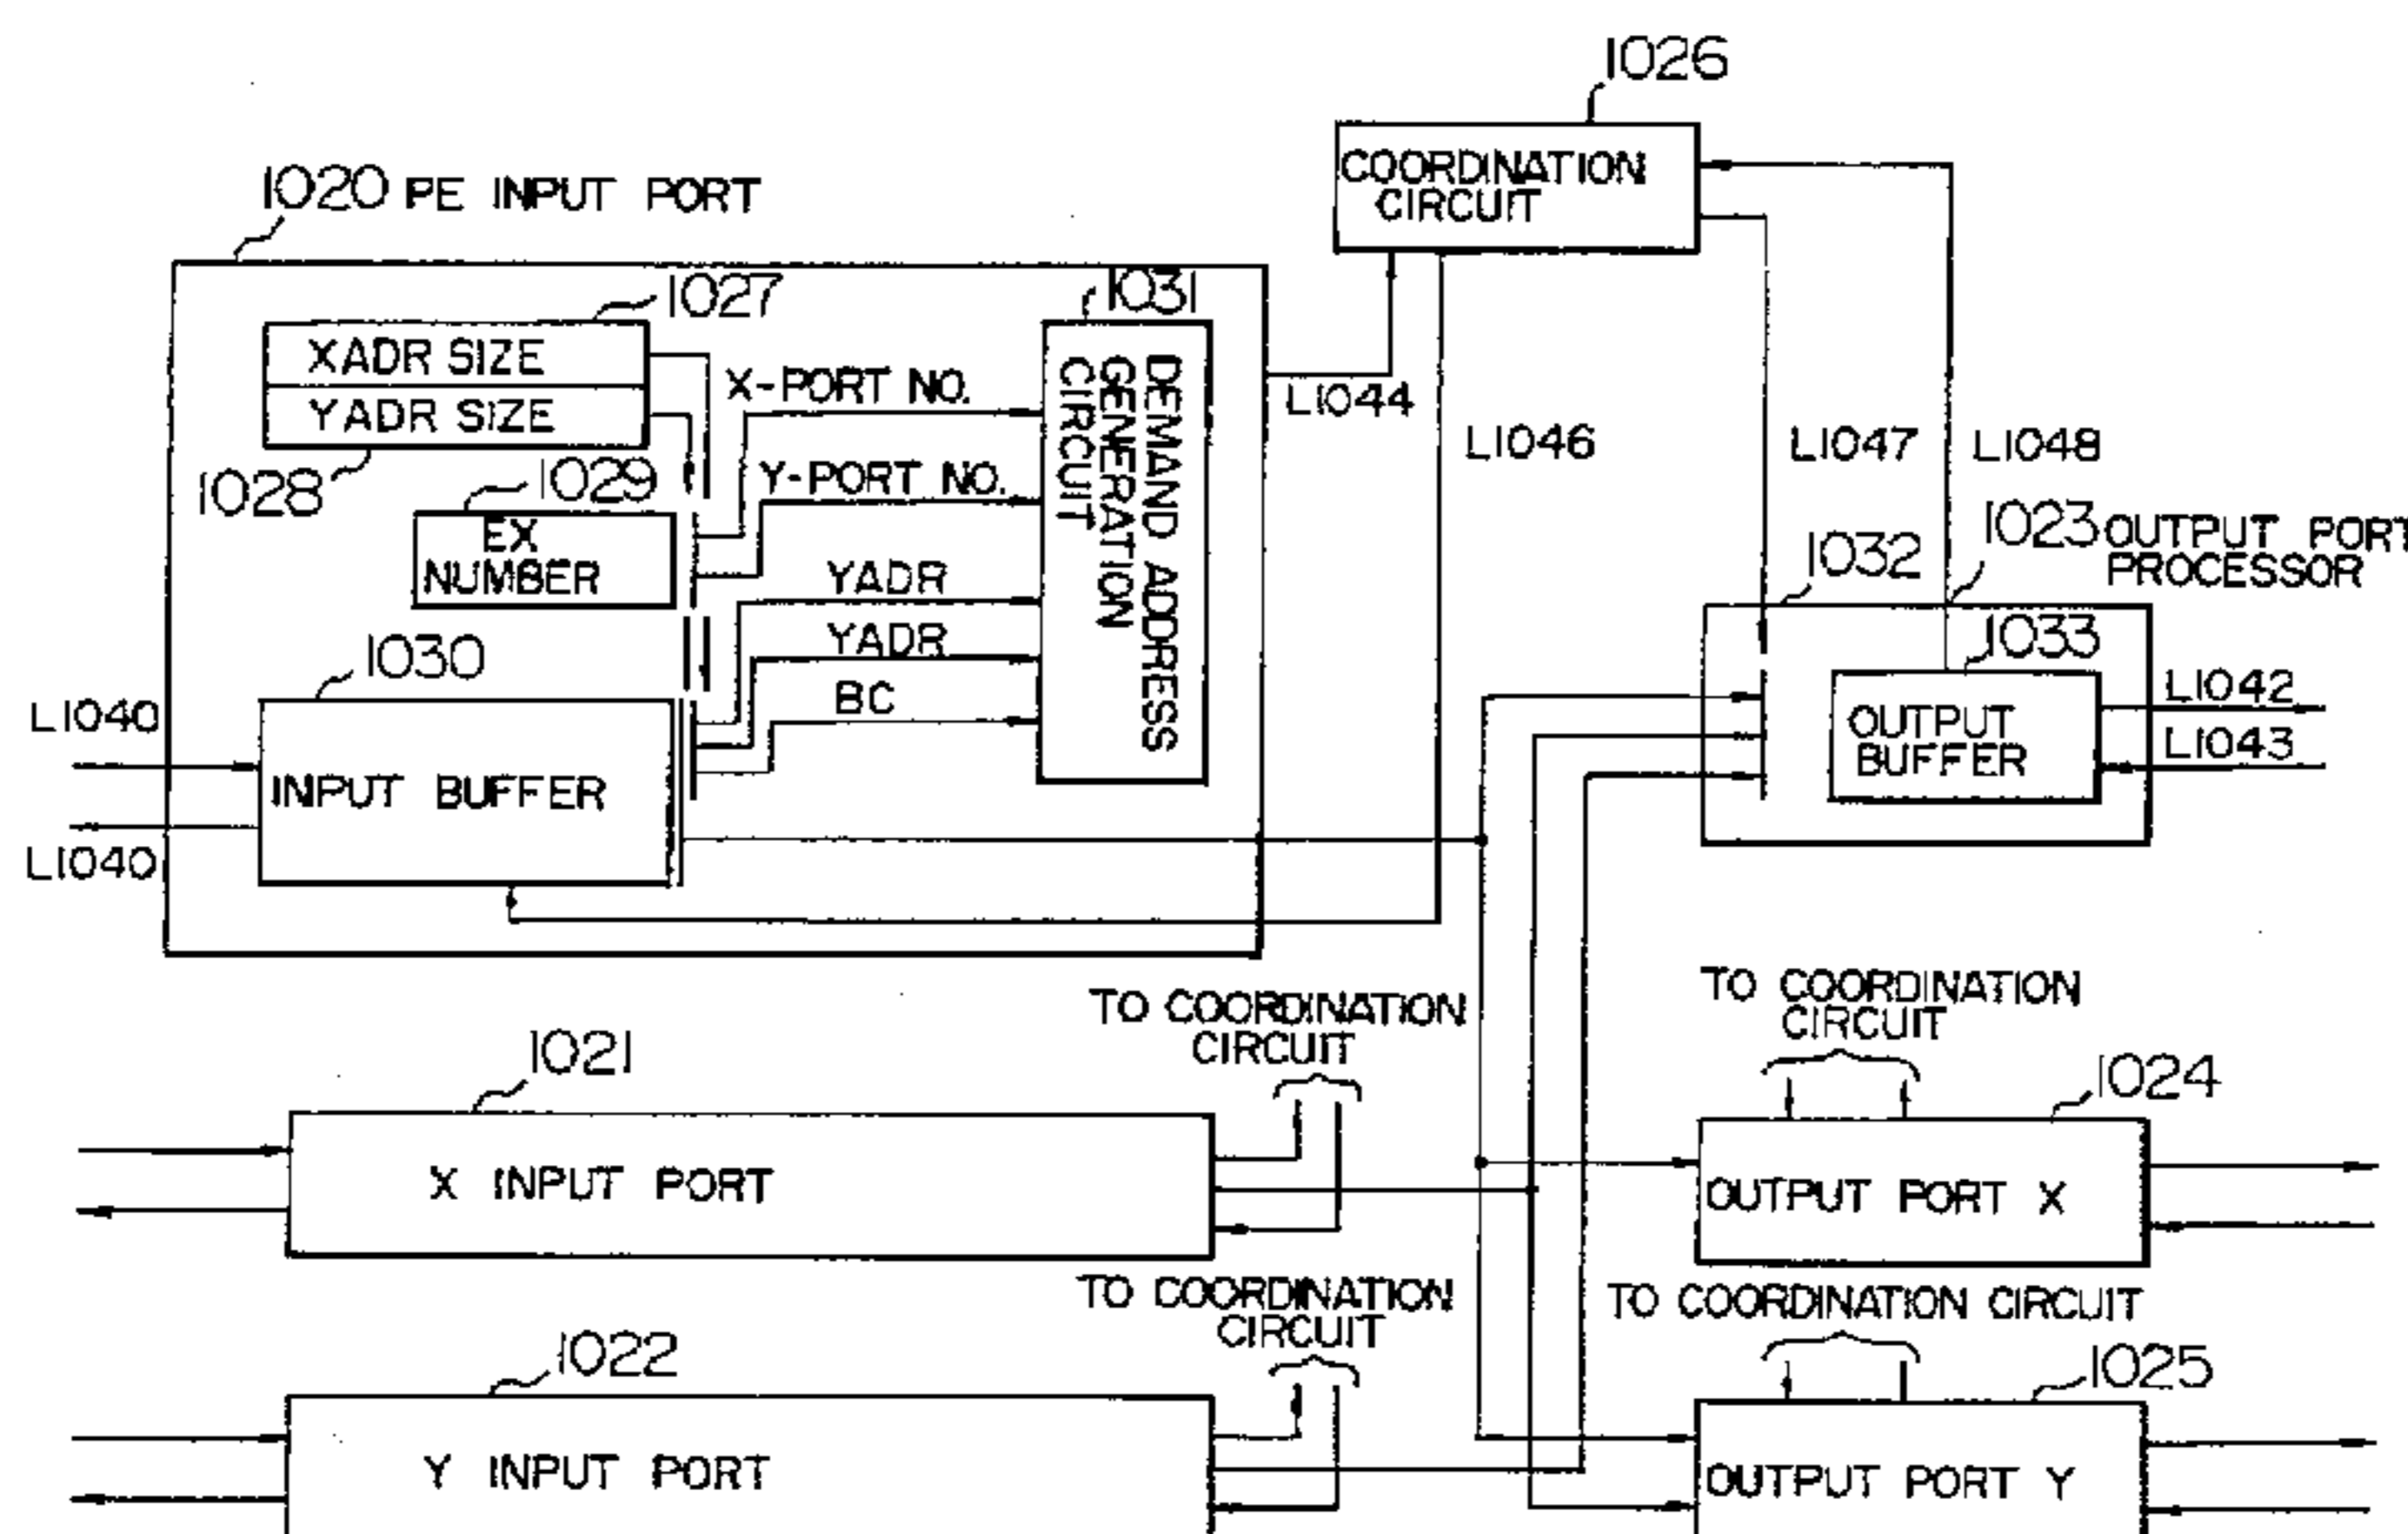 1026
COORDINATION
CIRCUIT
1020 PE INPUT PORT
1027
1031
XADR SIZE
YADR SIZE
1028
X-PORT NO.
Y-PORT NO.
DEMAND ADDRESS
GENERATION
CIRCUIT
L1044
L1046
L1047
L1048
1029
EX
NUMBER
YADR
YADR
BC
1030
L1040
INPUT BUFFER
L1040
1032
1023 OUTPUT PORT
PROCESSOR
1033
OUTPUT
BUFFER
L1042
L1043
TO COORDINATION
CIRCUIT
TO COORDINATION
CIRCUIT
1021
X INPUT PORT
1024
OUTPUT PORT X
TO COORDINATION
CIRCUIT
TO COORDINATION CIRCUIT
1022
Y INPUT PORT
1025
OUTPUT PORT Y